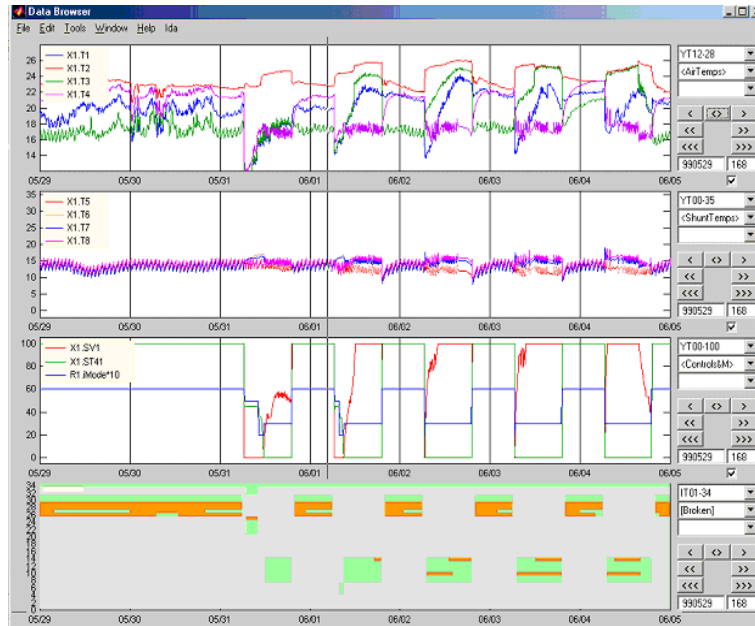 Data Browser
File Edit Tools Window Help Ida
X1.T1
X1.T2
X1.T3
X1.T4
26
24
22
20
18
16
14
05/29 05/30 05/31 06/01 06/02 06/03 06/04 06/05
YT12-28
<AirTemps>
< <> >
<< >>
<<< >>>
990529 168
X1.T5
X1.T6
X1.T7
X1.T8
35
30
25
20
15
10
5
0
05/29 05/30 05/31 06/01 06/02 06/03 06/04 06/05
YT00-35
<ShuntTemps>
< <> >
<< >>
<<< >>>
990529 168
X1.SV1
X1.ST41
R1.iMode*10
100
80
60
40
20
0
05/29 05/30 05/31 06/01 06/02 06/03 06/04 06/05
YT00-100
<Controls&M>
< <> >
<< >>
<<< >>>
990529 168
34
32
30
28
26
24
22
20
18
16
14
12
10
8
6
4
2
0
05/29 05/30 05/31 06/01 06/02 06/03 06/04 06/05
IT01-34
[Broken]
< <> >
<< >>
<<< >>>
990529 168